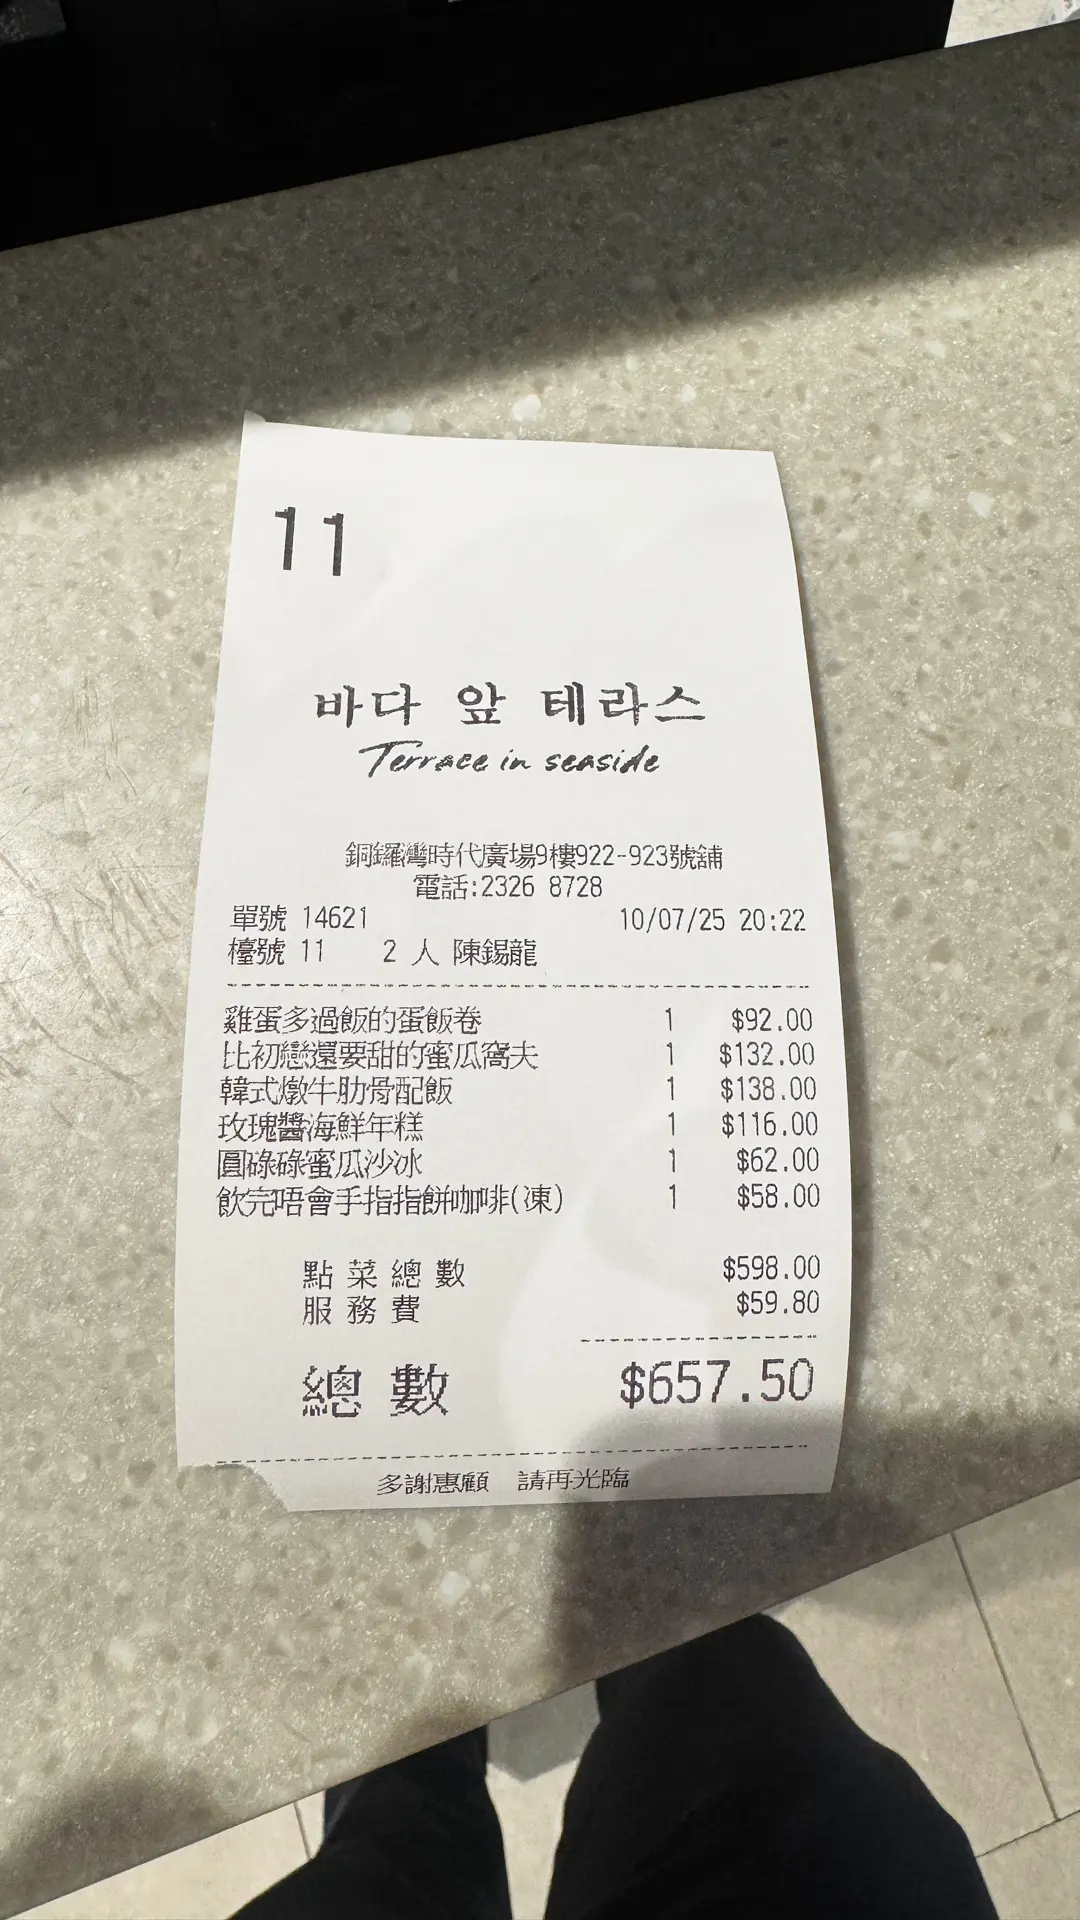 11
바다 앞 테라스
Terrace in seaside
銅鑼灣時代廣場9樓922-923號舖
電話:2326 8728
單號 14621 10/07/25 20:22
檯號 11 2 人 陳錫龍
雞蛋多過飯的蛋飯卷 1 $92.00
比初戀還要甜的蜜瓜窩夫 1 $132.00
韓式燉牛肋骨配飯 1 $138.00
玫瑰醬海鮮年糕 1 $116.00
圓碌碌蜜瓜沙冰 1 $62.00
飲完唔會手指指餅咖啡(凍) 1 $58.00
點菜總數 $598.00
服務費 $59.80
總數 $657.50
多謝惠顧 請再光臨